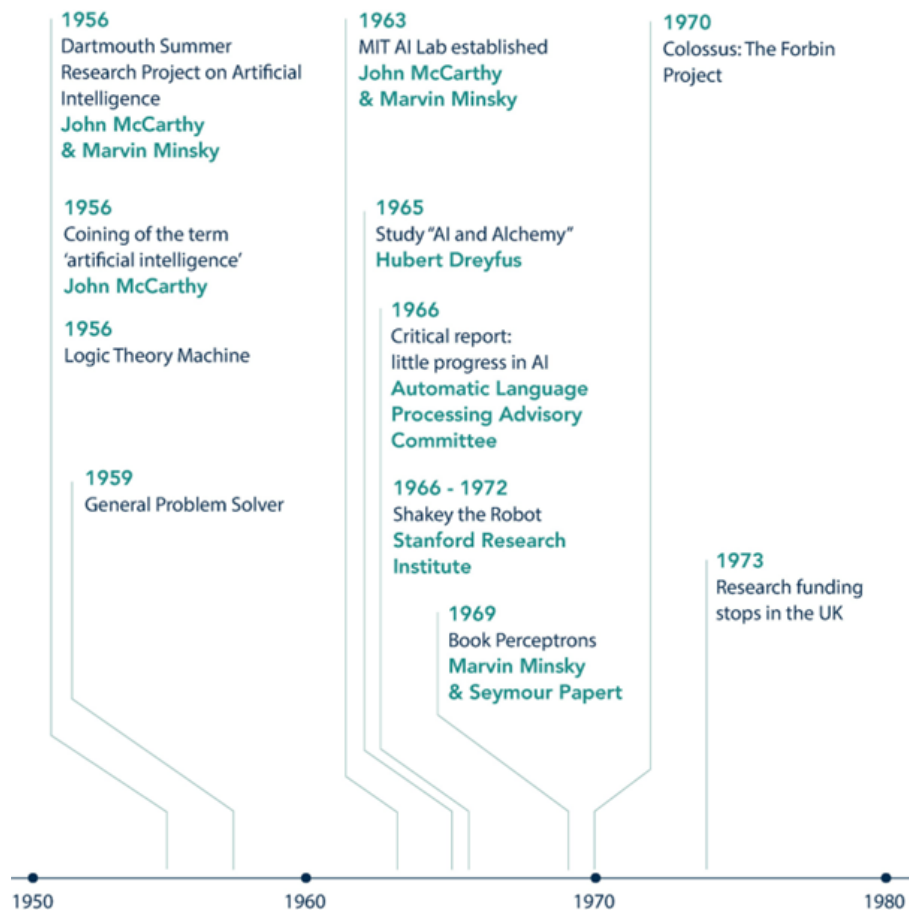 1956
Dartmouth Summer
Research Project on Artificial
Intelligence
John McCarthy
& Marvin Minsky
1956
Coining of the term
‘artificial intelligence’
John McCarthy
1956
Logic Theory Machine
1959
General Problem Solver
1963
MIT AI Lab established
John McCarthy
& Marvin Minsky
1965
Study “AI and Alchemy”
Hubert Dreyfus
1966
Critical report:
little progress in AI
Automatic Language
Processing Advisory
Committee
1966 - 1972
Shakey the Robot
Stanford Research
Institute
1969
Book Perceptrons
Marvin Minsky
& Seymour Papert
1970
Colossus: The Forbin
Project
1973
Research funding
stops in the UK
1950
1960
1970
1980